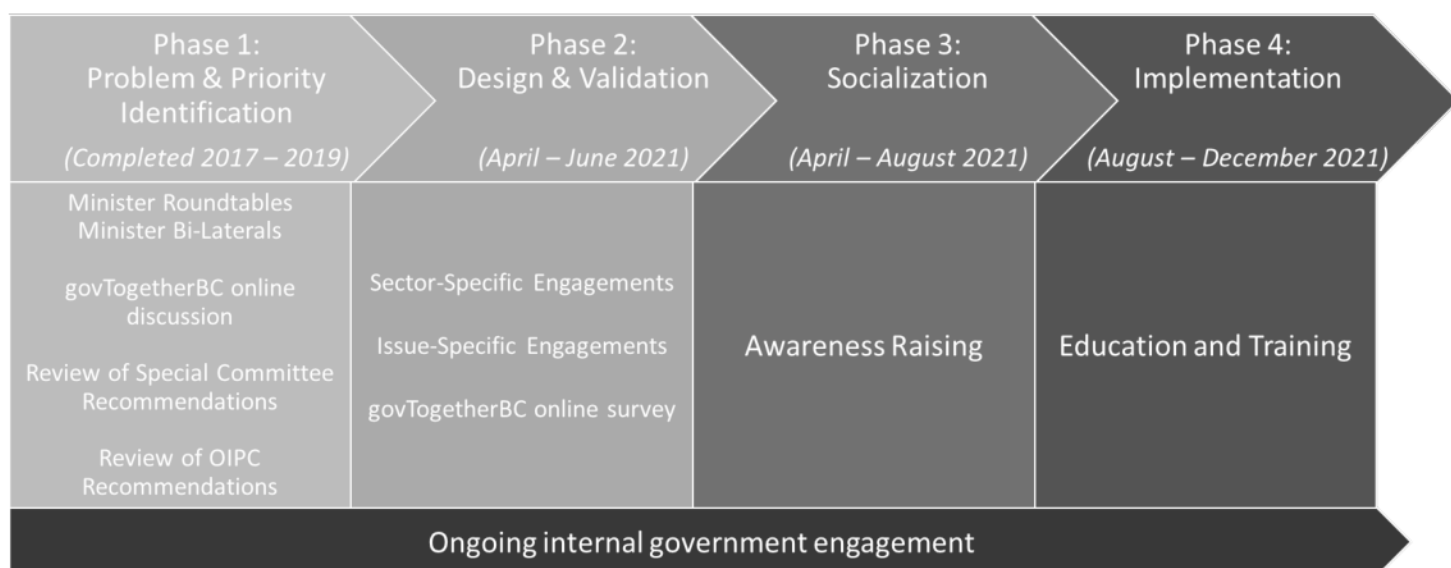 Phase 1:
Problem & Priority
Identification
(Completed 2017 – 2019)
Phase 2:
Design & Validation
(April – June 2021)
Phase 3:
Socialization
(April – August 2021)
Phase 4:
Implementation
(August – December 2021)
Minister Roundtables
Minister Bi-Laterals
govTogetherBC online
discussion
Review of Special Committee
Recommendations
Review of OIPC
Recommendations
Sector-Specific Engagements
Issue-Specific Engagements
govTogetherBC online survey
Awareness Raising
Education and Training
Ongoing internal government engagement